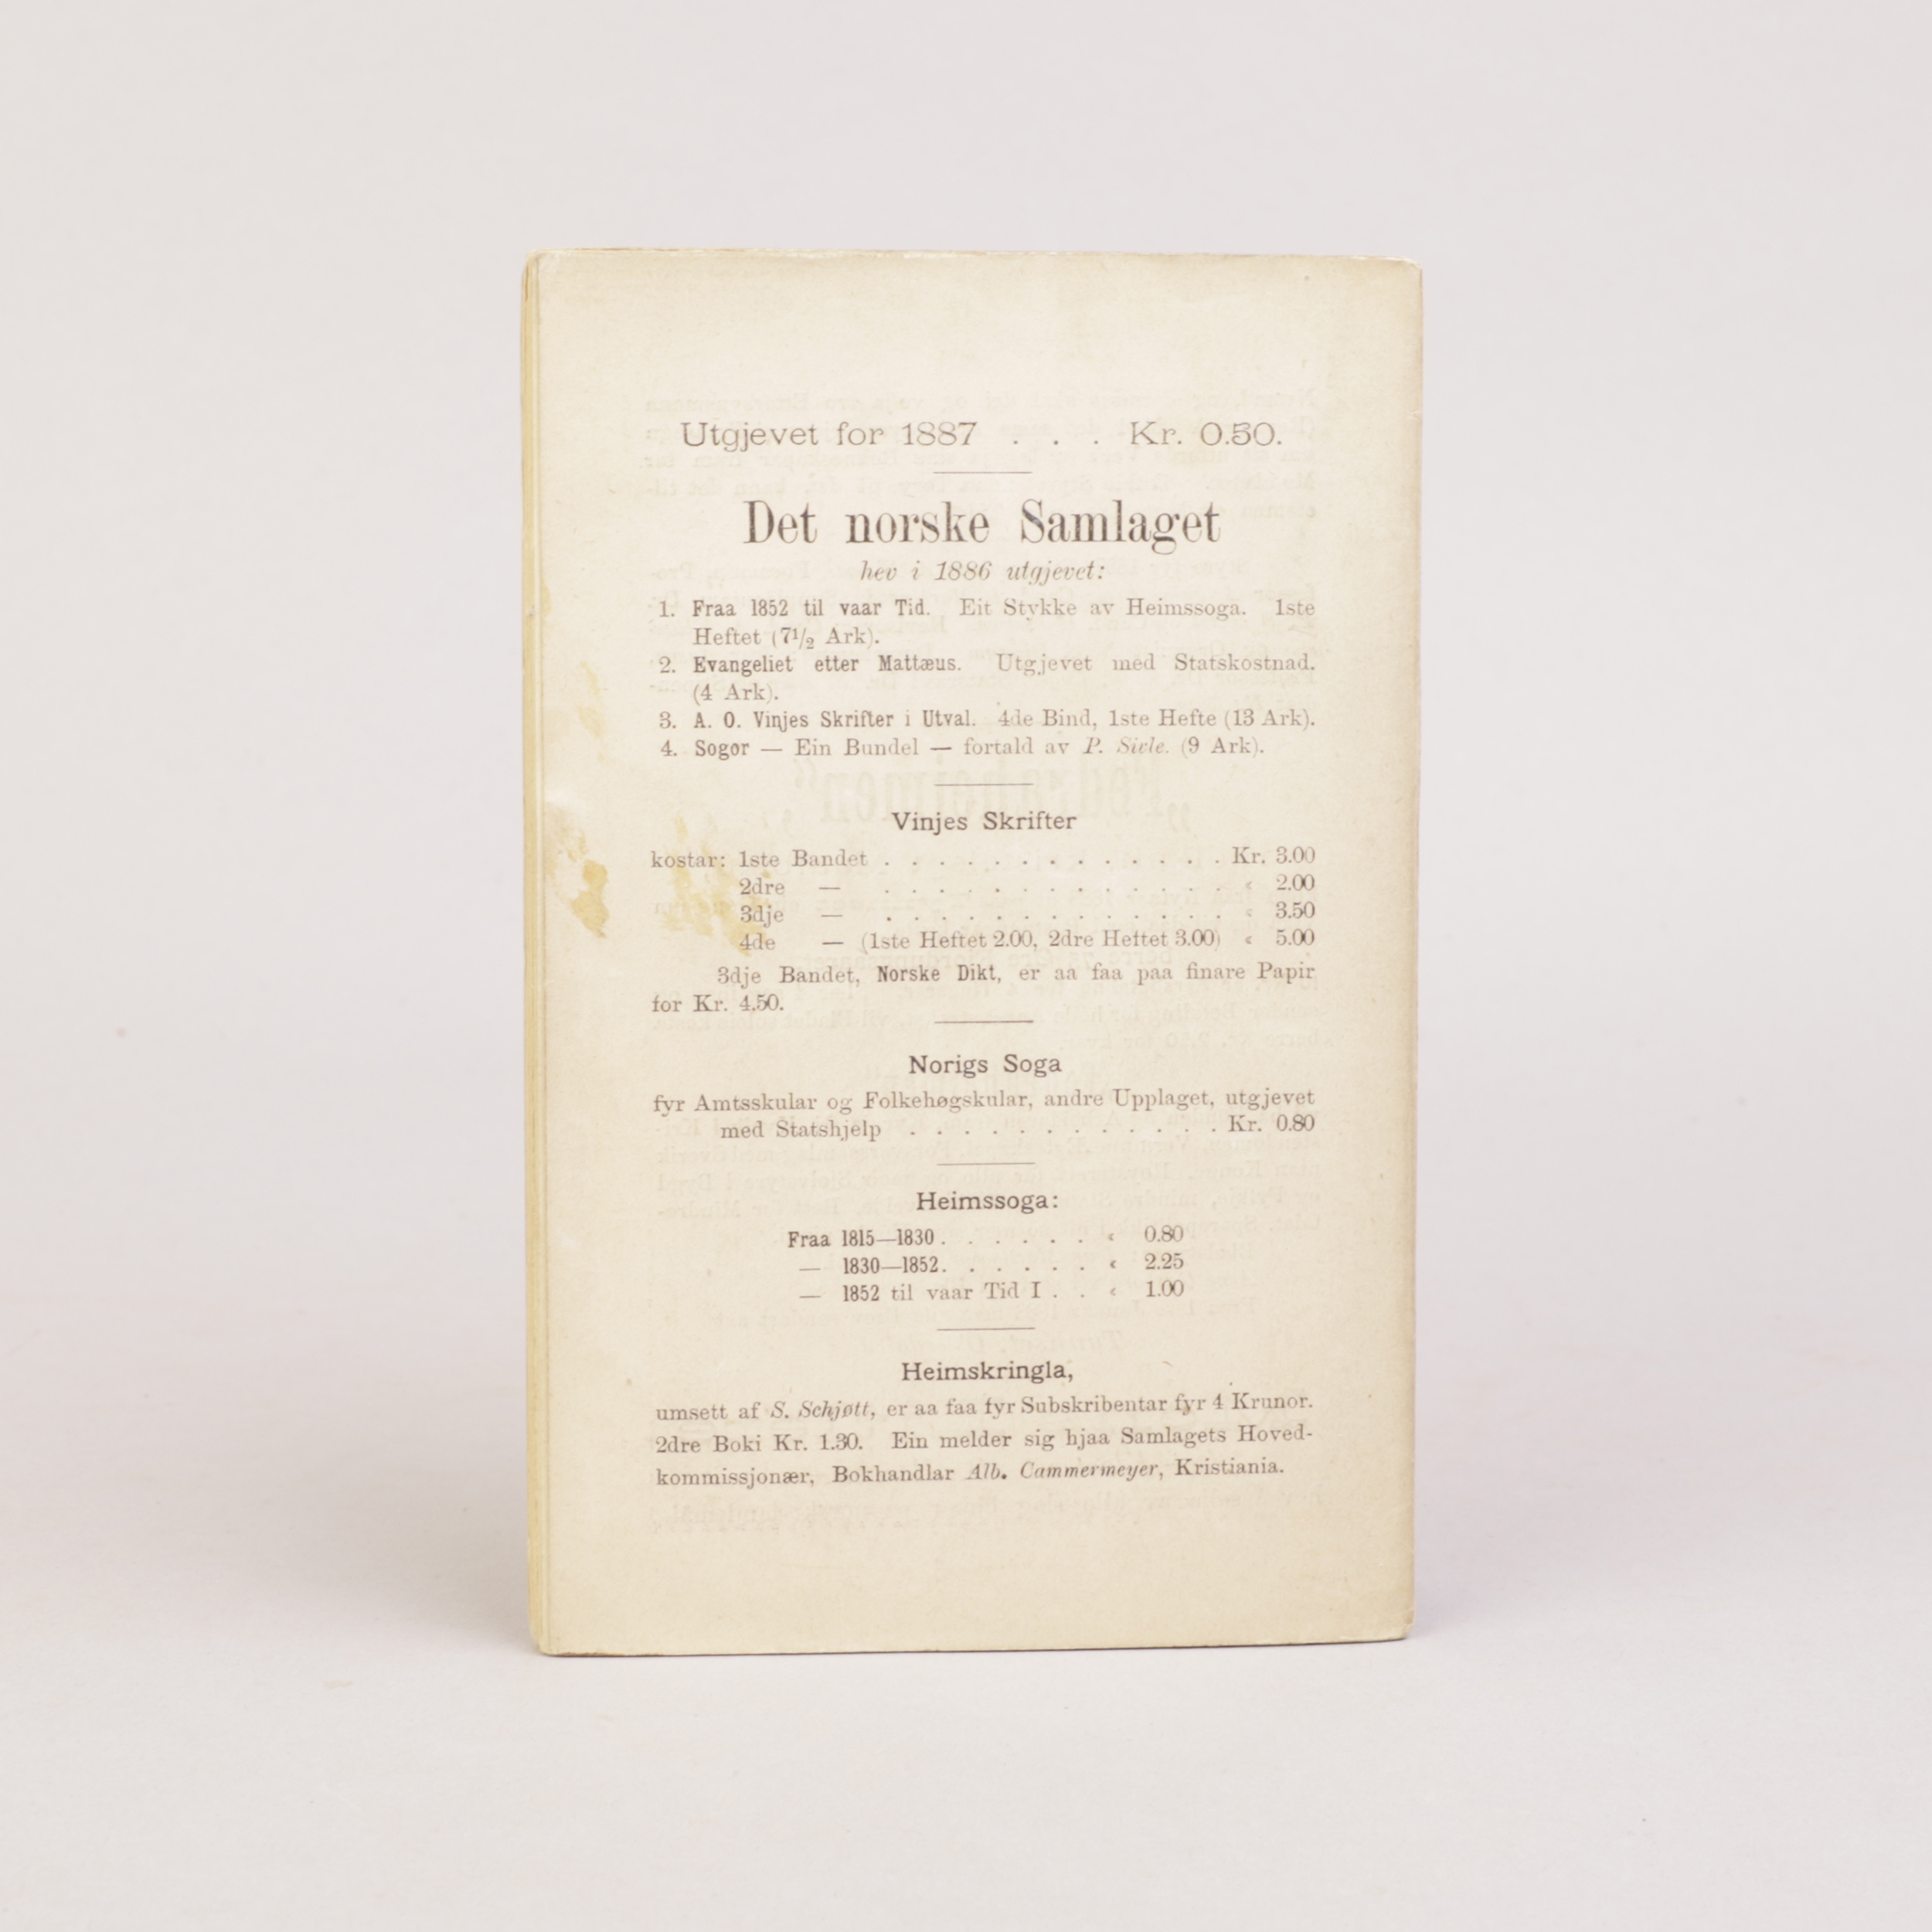 Utgjevet for 1887 . . . Kr. 0.50.
Det norske Samlaget
hev i 1886 utgjevet:
1. Fraa 1852 til vaar Tid. Eit Stykke av Heimssoga. 1ste
Heftet (7½ Ark).
2. Evangeliet etter Mattæus. Utgjevet med Statskostnad.
(4 Ark).
3. A. O. Vinjes Skrifter i Utval. 4de Bind, 1ste Hefte (13 Ark).
4. Sogor — Ein Bundel — fortald av P. Sivle. (9 Ark).
Vinjes Skrifter
kostar: 1ste Bandet . . . . . . . . . . . . . Kr. 3.00
2dre — . . . . . . . . . . . . . « 2.00
3dje — . . . . . . . . . . . . . « 3.50
4de — (1ste Heftet 2.00, 2dre Heftet 3.00) « 5.00
3dje Bandet, Norske Dikt, er aa faa paa finare Papir
for Kr. 4.50.
Norigs Soga
fyr Amtsskular og Folkehøgskular, andre Upplaget, utgjevet
med Statshjelp . . . . . . . . . . . . Kr. 0.80
Heimssoga:
Fraa 1815—1830 . . . . . . « 0.80
— 1830—1852. . . . . . « 2.25
— 1852 til vaar Tid I . . « 1.00
Heimskringla,
umsett af S. Schjøtt, er aa faa fyr Subskribentar fyr 4 Krunor.
2dre Boki Kr. 1.30. Ein melder sig hjaa Samlagets Hoved-
kommissjonær, Bokhandlar Alb. Cammermeyer, Kristiania.